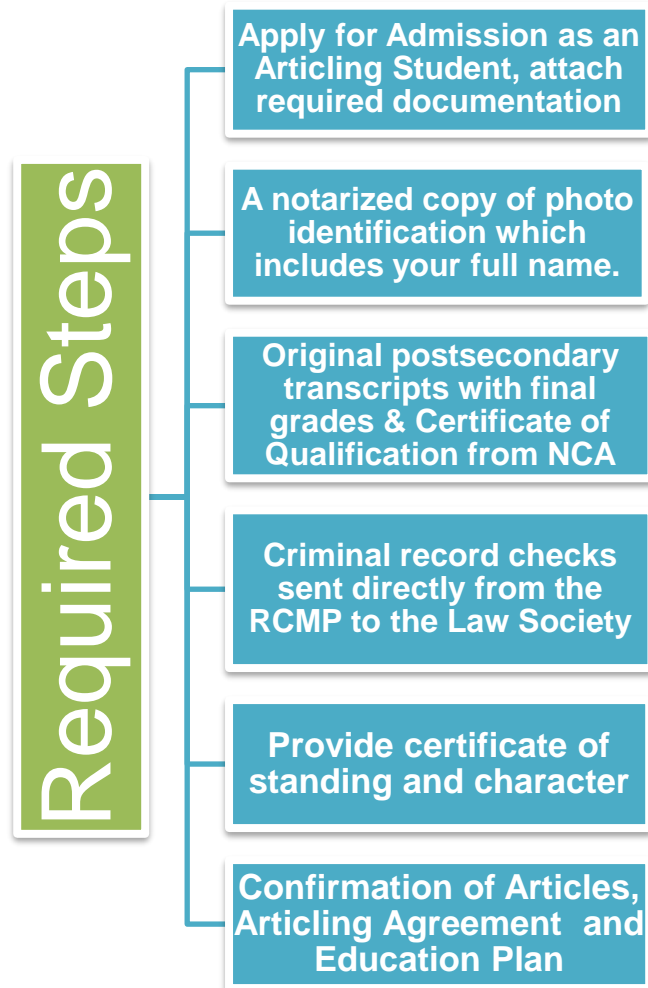 Required Steps
Apply for Admission as an
Articling Student, attach
required documentation
A notarized copy of photo
identification which
includes your full name.
Original postsecondary
transcripts with final
grades & Certificate of
Qualification from NCA
Criminal record checks
sent directly from the
RCMP to the Law Society
Provide certificate of
standing and character
Confirmation of Articles,
Articling Agreement and
Education Plan